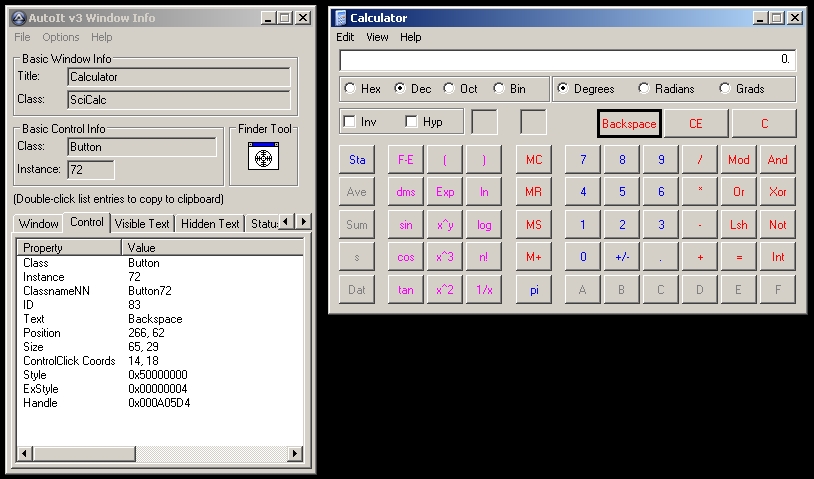 AutoIt v3 Window Info
File Options Help
Basic Window Info
Title: Calculator
Class: SciCalc
Basic Control Info
Class: Button
Instance: 72
Finder Tool
(Double-click list entries to copy to clipboard)
Window Control Visible Text Hidden Text Statu
Property Value
Class Button
Instance 72
ClassnameNN Button72
ID 83
Text Backspace
Position 266, 62
Size 65, 29
ControlClick Coords 14, 18
Style 0x50000000
ExStyle 0x00000004
Handle 0x000A05D4
Calculator
Edit View Help
0.
Hex Dec Oct Bin Degrees Radians Grads
Inv Hyp Backspace CE C
Sta F-E ( ) MC 7 8 9 / Mod And
Ave dms Exp ln MR 4 5 6 * Or Xor
Sum sin x^y log MS 1 2 3 - Lsh Not
s cos x^3 n! M+ 0 +/- . + = Int
Dat tan x^2 1/x pi A B C D E F